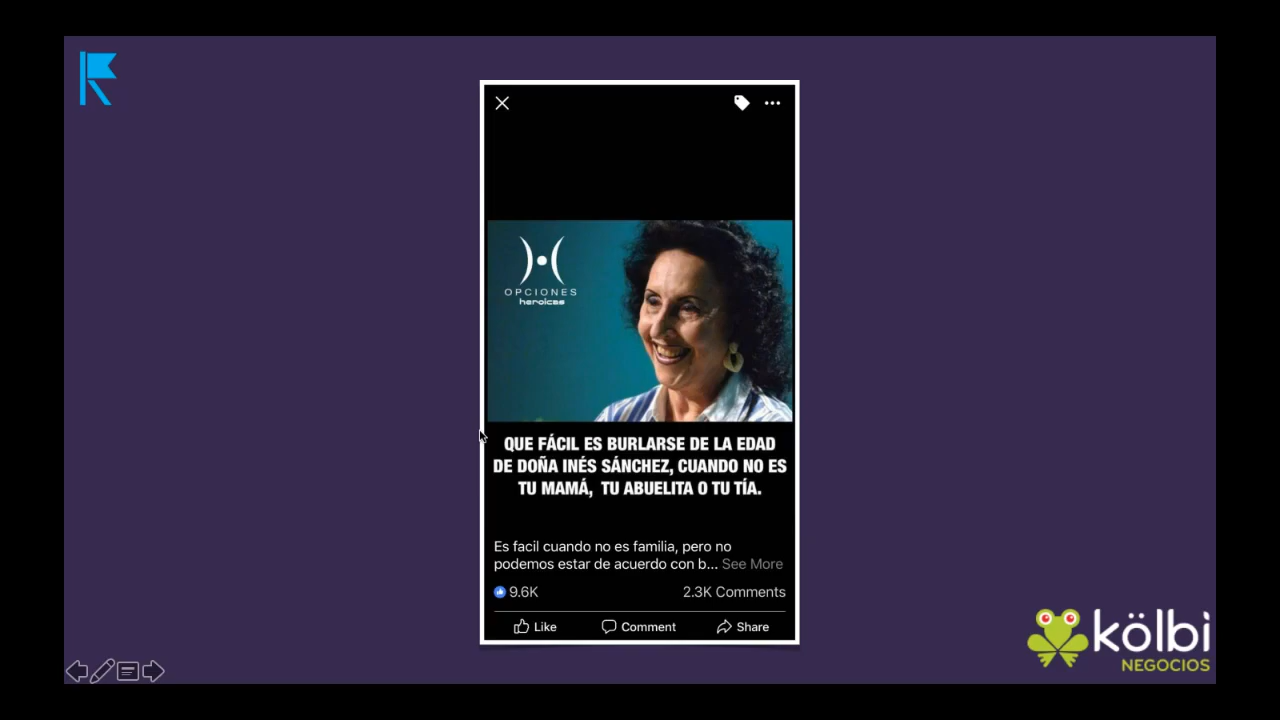 OPCIONES
heroicas
QUE FÁCIL ES BURLARSE DE LA EDAD
DE DOÑA INÉS SÁNCHEZ, CUANDO NO ES
TU MAMÁ, TU ABUELITA O TU TÍA.
Es facil cuando no es familia, pero no
podemos estar de acuerdo con b... See More
9.6K 2.3K Comments
Like Comment Share
kölbi
NEGOCIOS